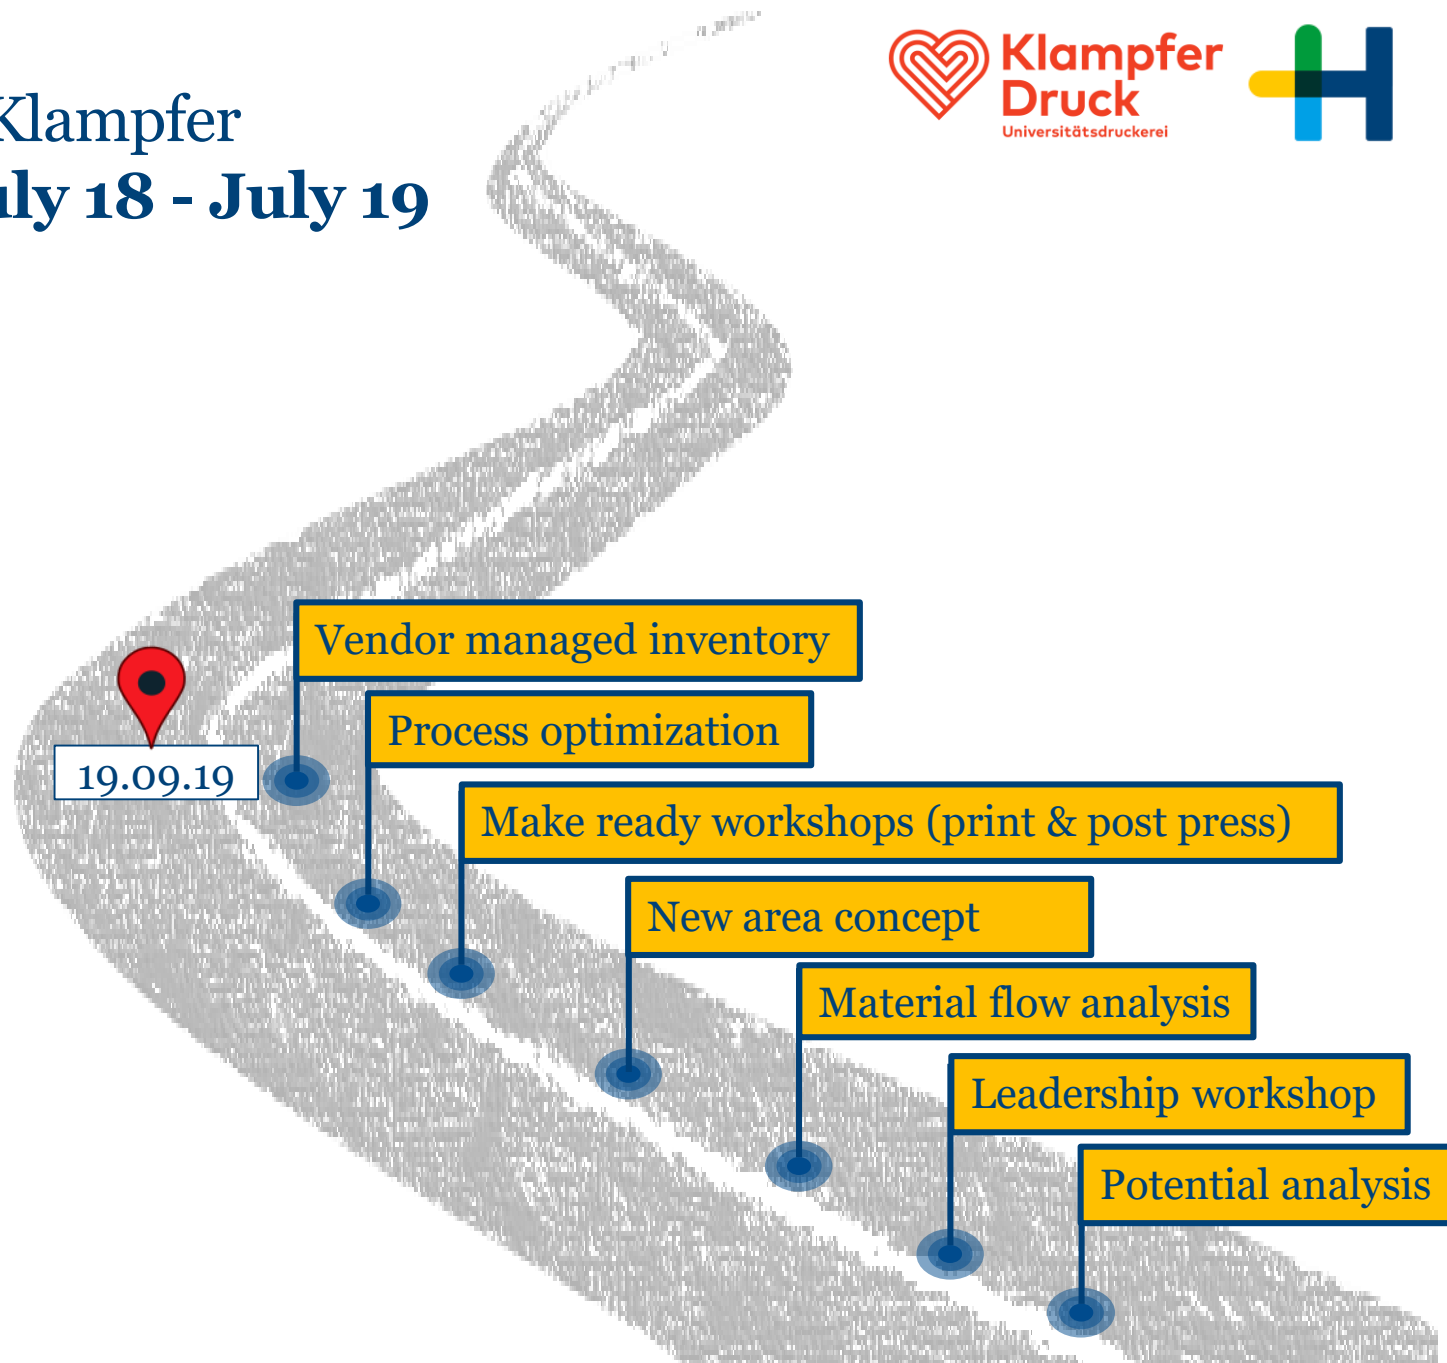 Klampfer
Druck
Universitätsdruckerei
Klampfer
uly 18 - July 19
Vendor managed inventory
Process optimization
19.09.19
Make ready workshops (print & post press)
New area concept
Material flow analysis
Leadership workshop
Potential analysis